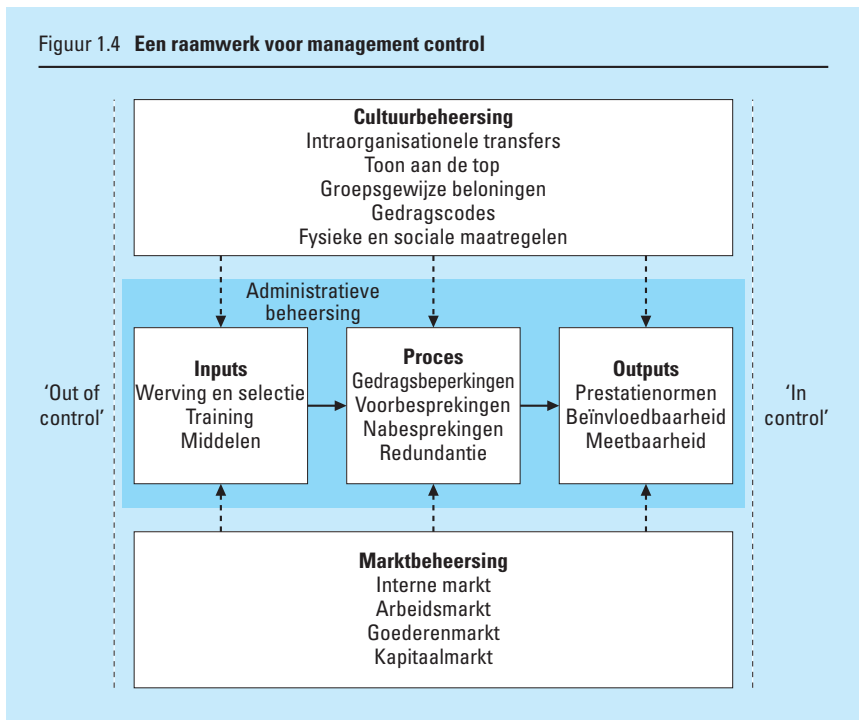 Figuur 1.4 Een raamwerk voor management control
Cultuurbeheersing
Intraorganisationele transfers
Toon aan de top
Groepsgewijze beloningen
Gedragscodes
Fysieke en sociale maatregelen
Administratieve
beheersing
'Out of
control'
Inputs
Werving en selectie
Training
Middelen
Proces
Gedragsbeperkingen
Voorbesprekingen
Nabesprekingen
Redundantie
Outputs
Prestatienormen
Beïnvloedbaarheid
Meetbaarheid
'In
control'
Marktbeheersing
Interne markt
Arbeidsmarkt
Goederenmarkt
Kapitaalmarkt